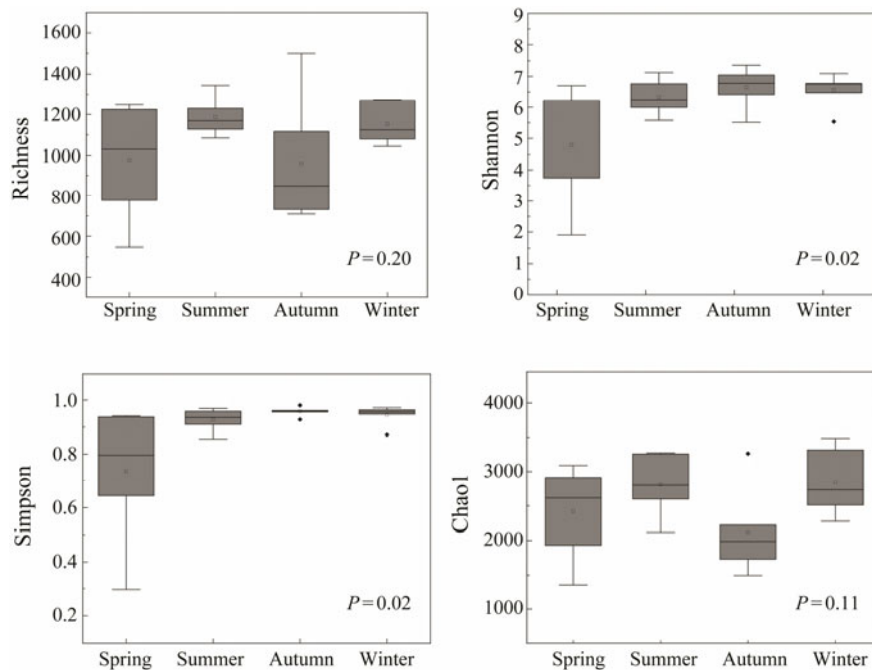 1600
1400
1200
1000
800
600
400
Richness
P=0.20
Spring Summer Autumn Winter
9
8
7
6
5
4
3
2
1
0
Shannon
P=0.02
Spring Summer Autumn Winter
1.0
0.8
0.6
0.4
0.2
Simpson
P=0.02
Spring Summer Autumn Winter
4000
3000
2000
1000
Chao1
P=0.11
Spring Summer Autumn Winter